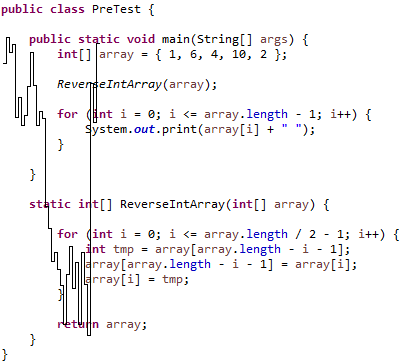 public class PreTest {
public static void main(String[] args) {
int[] array = { 1, 6, 4, 10, 2 };
ReverseIntArray(array);
for (int i = 0; i <= array.length - 1; i++) {
System.out.print(array[i] + " ");
}
}
static int[] ReverseIntArray(int[] array) {
for (int i = 0; i <= array.length / 2 - 1; i++) {
int tmp = array[array.length - i - 1];
array[array.length - i - 1] = array[i];
array[i] = tmp;
}
return array;
}
}